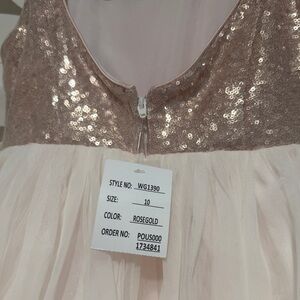 STYLE NO: WG1390
SIZE: 10
COLOR: ROSEGOLD
ORDER NO: POUS000
1734841